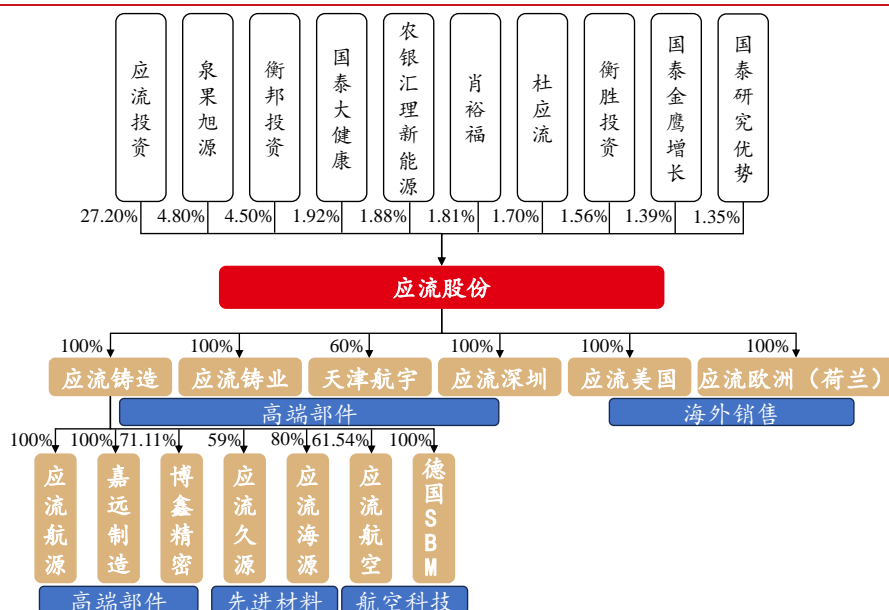 应流投资
泉果旭源
衡邦投资
国泰大健康
农银汇理新能源
肖裕福
杜应流
衡胜投资
国泰金鹰增长
国泰研究优势
27.20% 4.80% 4.50% 1.92% 1.88% 1.81% 1.70% 1.56% 1.39% 1.35%
应流股份
100% 100% 60% 100% 100% 100%
应流铸造 应流铸业 天津航宇 应流深圳 应流美国 应流欧洲（荷兰）
高端部件 海外销售
100% 100% 71.11% 59% 80% 61.54% 100%
应流航源
嘉远制造
博鑫精密
应流久源
应流海源
应流航空
德国SBM
高端部件 先进材料 航空科技